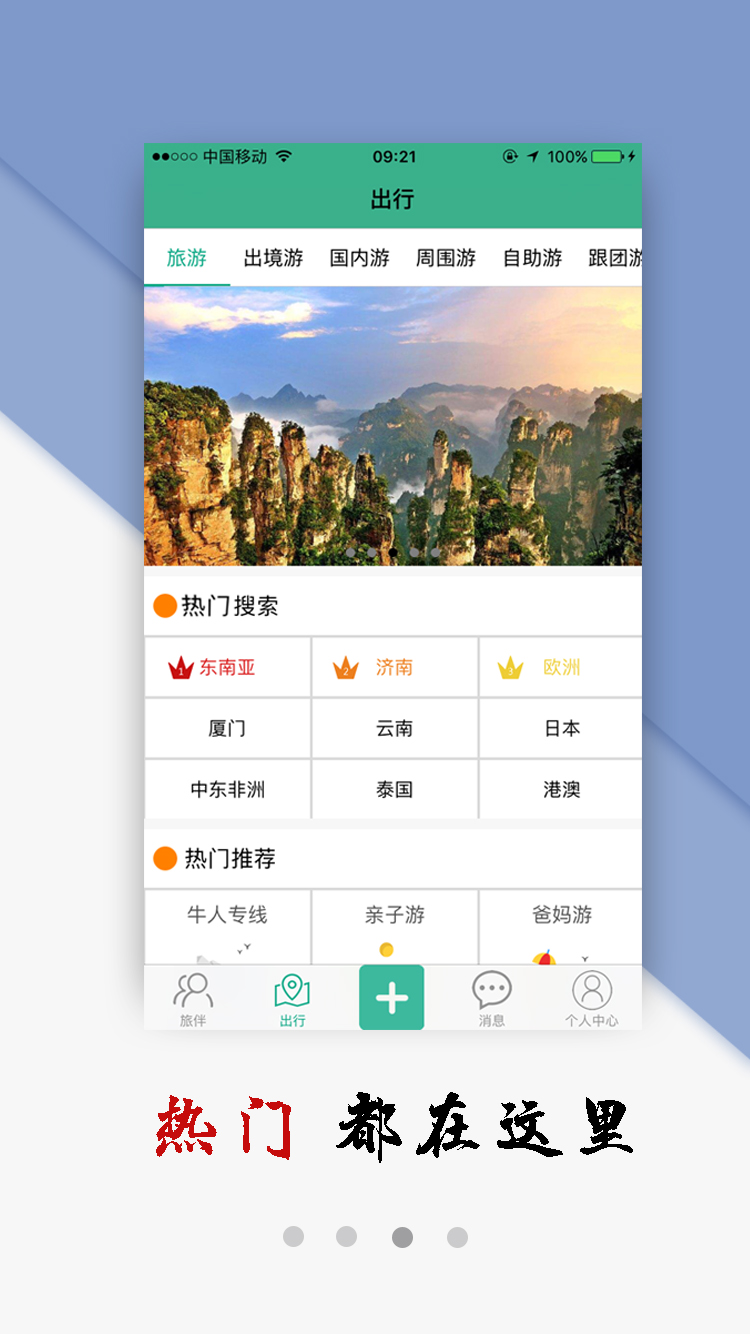 中国移动 09:21 100%
出行
旅游 出境游 国内游 周围游 自助游 跟团游
热门搜索
1 东南亚 2 济南 3 欧洲
厦门 云南 日本
中东非洲 泰国 港澳
热门推荐
牛人专线 亲子游 爸妈游
旅伴 出行 消息 个人中心
热门 都在这里